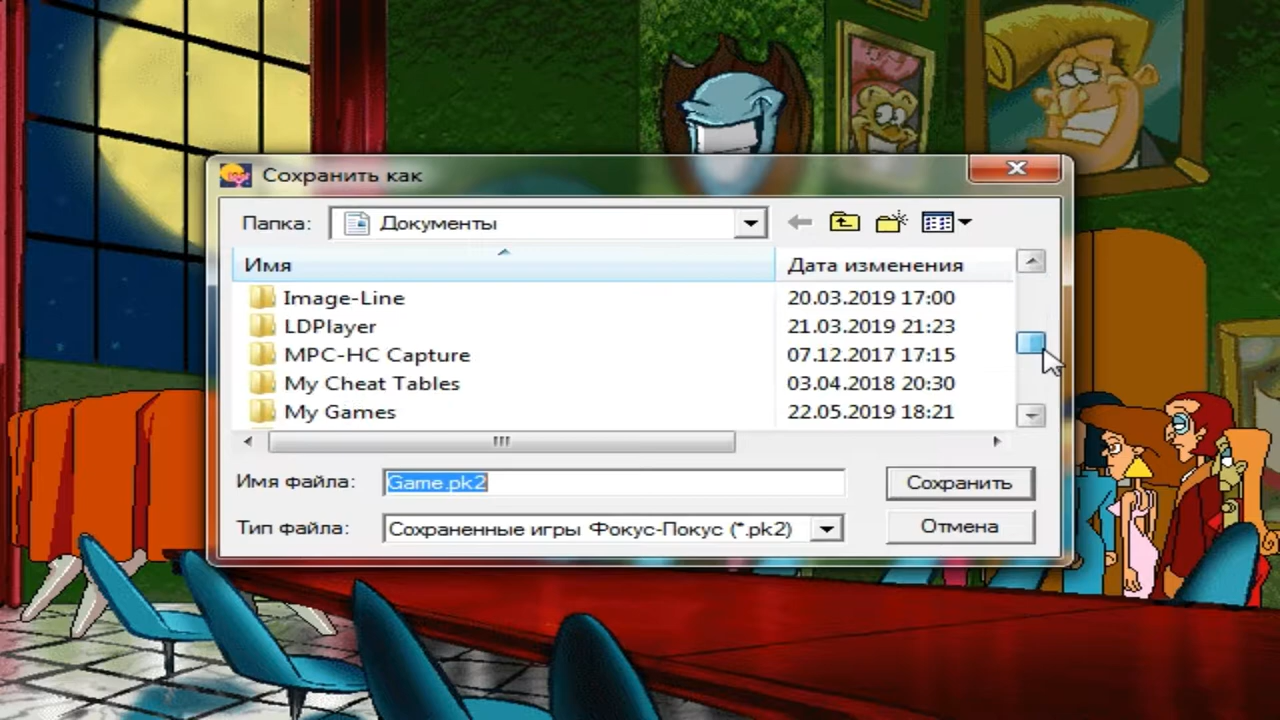 Сохранить как
Папка: Документы
Имя Дата изменения
Image-Line 20.03.2019 17:00
LDPlayer 21.03.2019 21:23
MPC-HC Capture 07.12.2017 17:15
My Cheat Tables 03.04.2018 20:30
My Games 22.05.2019 18:21
Имя файла: Game.pk2 Сохранить
Тип файла: Сохраненные игры Фокус-Покус (*.pk2) Отмена